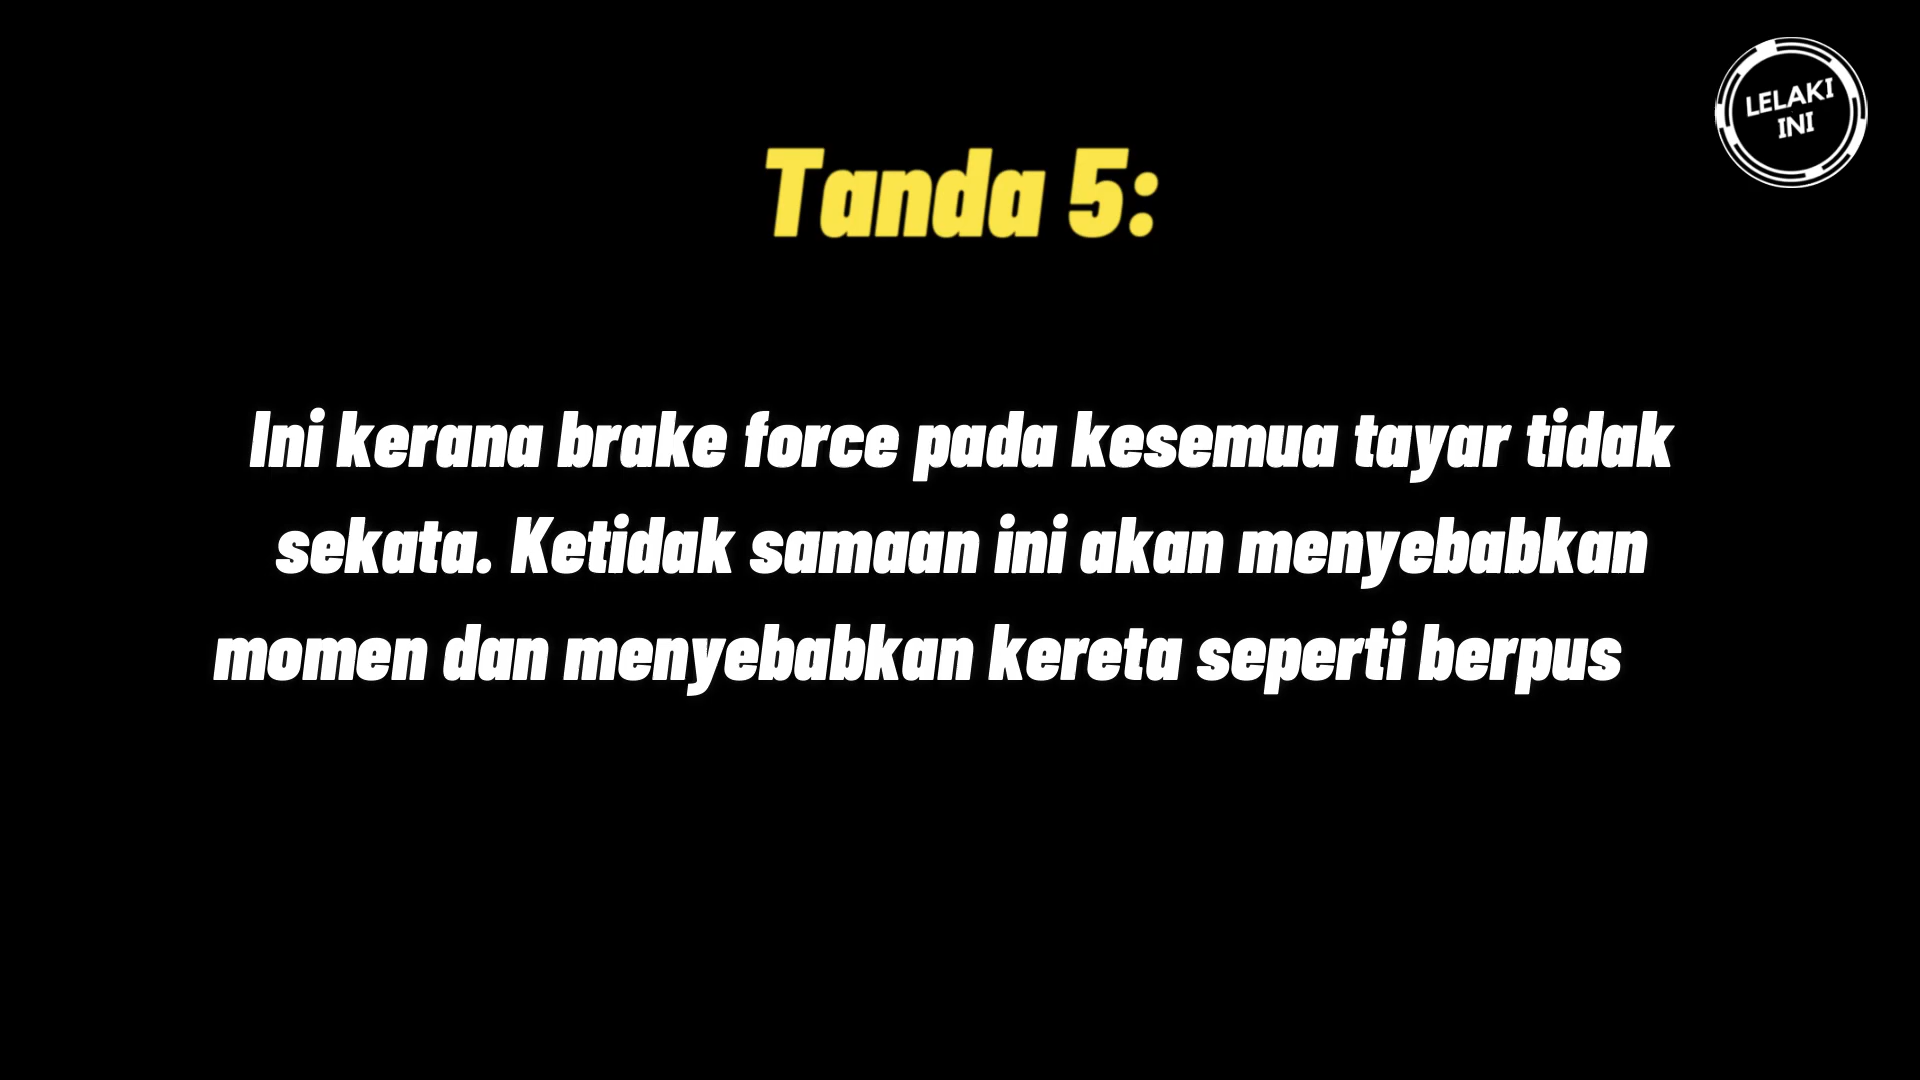 LELAKI
INI
Tanda 5:
Ini kerana brake force pada kesemua tayar tidak
sekata. Ketidak samaan ini akan menyebabkan
momen dan menyebabkan kereta seperti berpus